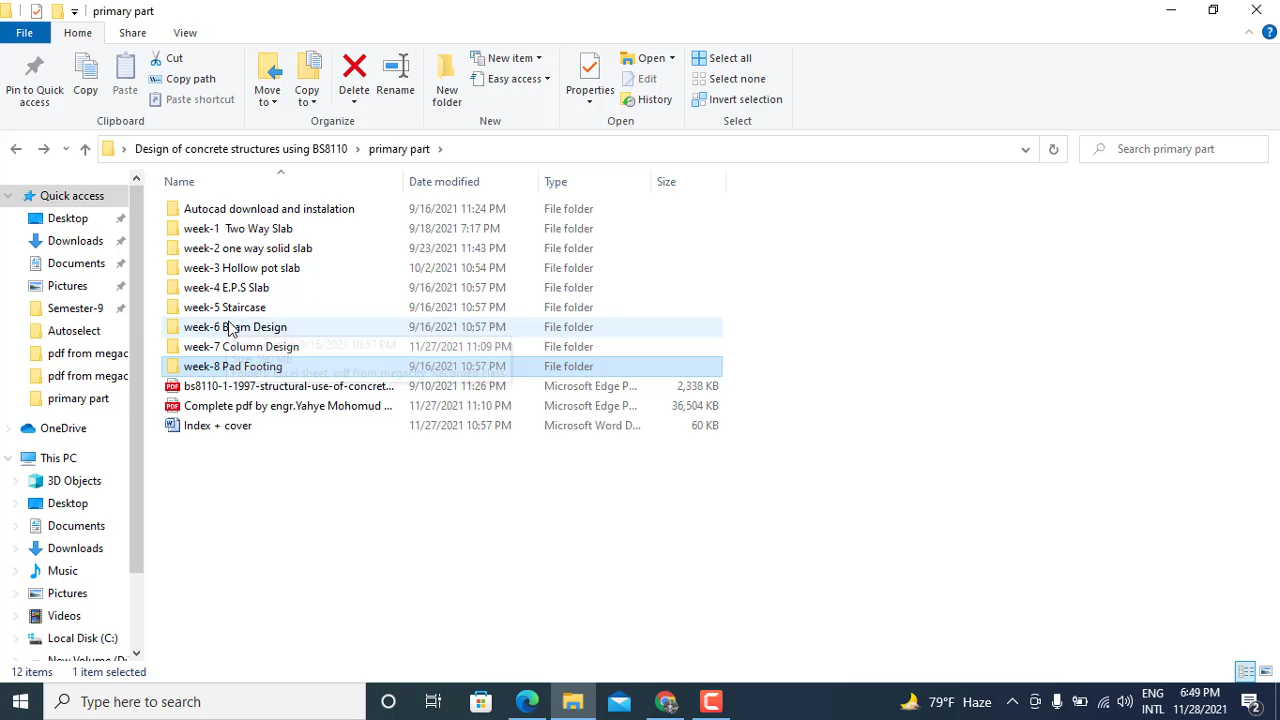 primary part
File
Home
Share
View
Pin to Quick access
Copy
Paste
Cut
Copy path
Paste shortcut
Clipboard
Move to
Copy to
Delete
Rename
Organize
New folder
New item
Easy access
New
Properties
Open
Edit
History
Open
Select all
Select none
Invert selection
Select
Design of concrete structures using BS8110 > primary part >
Search primary part
Name
Date modified
Type
Size
Autocad download and instalation 9/16/2021 11:24 PM File folder
week-1 Two Way Slab 9/18/2021 7:17 PM File folder
week-2 one way solid slab 9/23/2021 11:43 PM File folder
week-3 Hollow pot slab 10/2/2021 10:54 PM File folder
week-4 E.P.S Slab 9/16/2021 10:57 PM File folder
week-5 Staircase 9/16/2021 10:57 PM File folder
week-6 Beam Design 9/16/2021 10:57 PM File folder
week-7 Column Design 11/27/2021 11:09 PM File folder
week-8 Pad Footing 9/16/2021 10:57 PM File folder
bs8110-1-1997-structural-use-of-concret... 9/10/2021 11:26 PM Microsoft Edge P... 2,338 KB
Complete pdf by engr.Yahye Mohomud ... 11/27/2021 11:10 PM Microsoft Edge P... 36,504 KB
Index + cover 11/27/2021 10:57 PM Microsoft Word D... 60 KB
Quick access
Desktop
Downloads
Documents
Pictures
Semester-9
Autoselect
pdf from megac
pdf from megac
primary part
OneDrive
This PC
3D Objects
Desktop
Documents
Downloads
Music
Pictures
Videos
Local Disk (C:)
12 items
1 item selected
Type here to search
79°F Haze
ENG
INTL
6:49 PM
11/28/2021
2